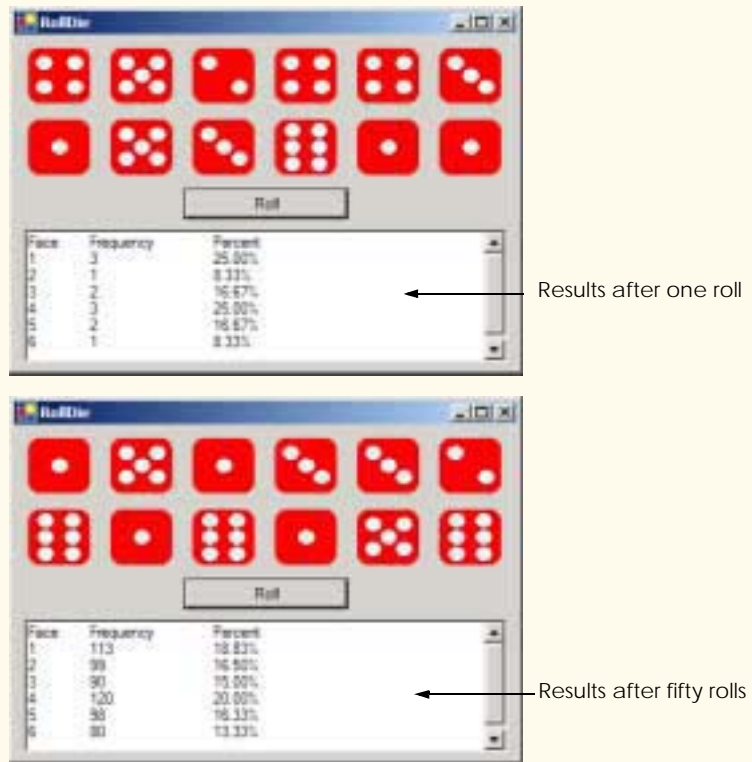 RollDie
Roll
Face Frequency Percent
1 3 25.00%
2 1 8.33%
3 2 16.67%
4 3 25.00%
5 2 16.67%
6 1 8.33%
Results after one roll
RollDie
Roll
Face Frequency Percent
1 113 18.83%
2 99 16.50%
3 90 15.00%
4 120 20.00%
5 98 16.33%
6 80 13.33%
Results after fifty rolls